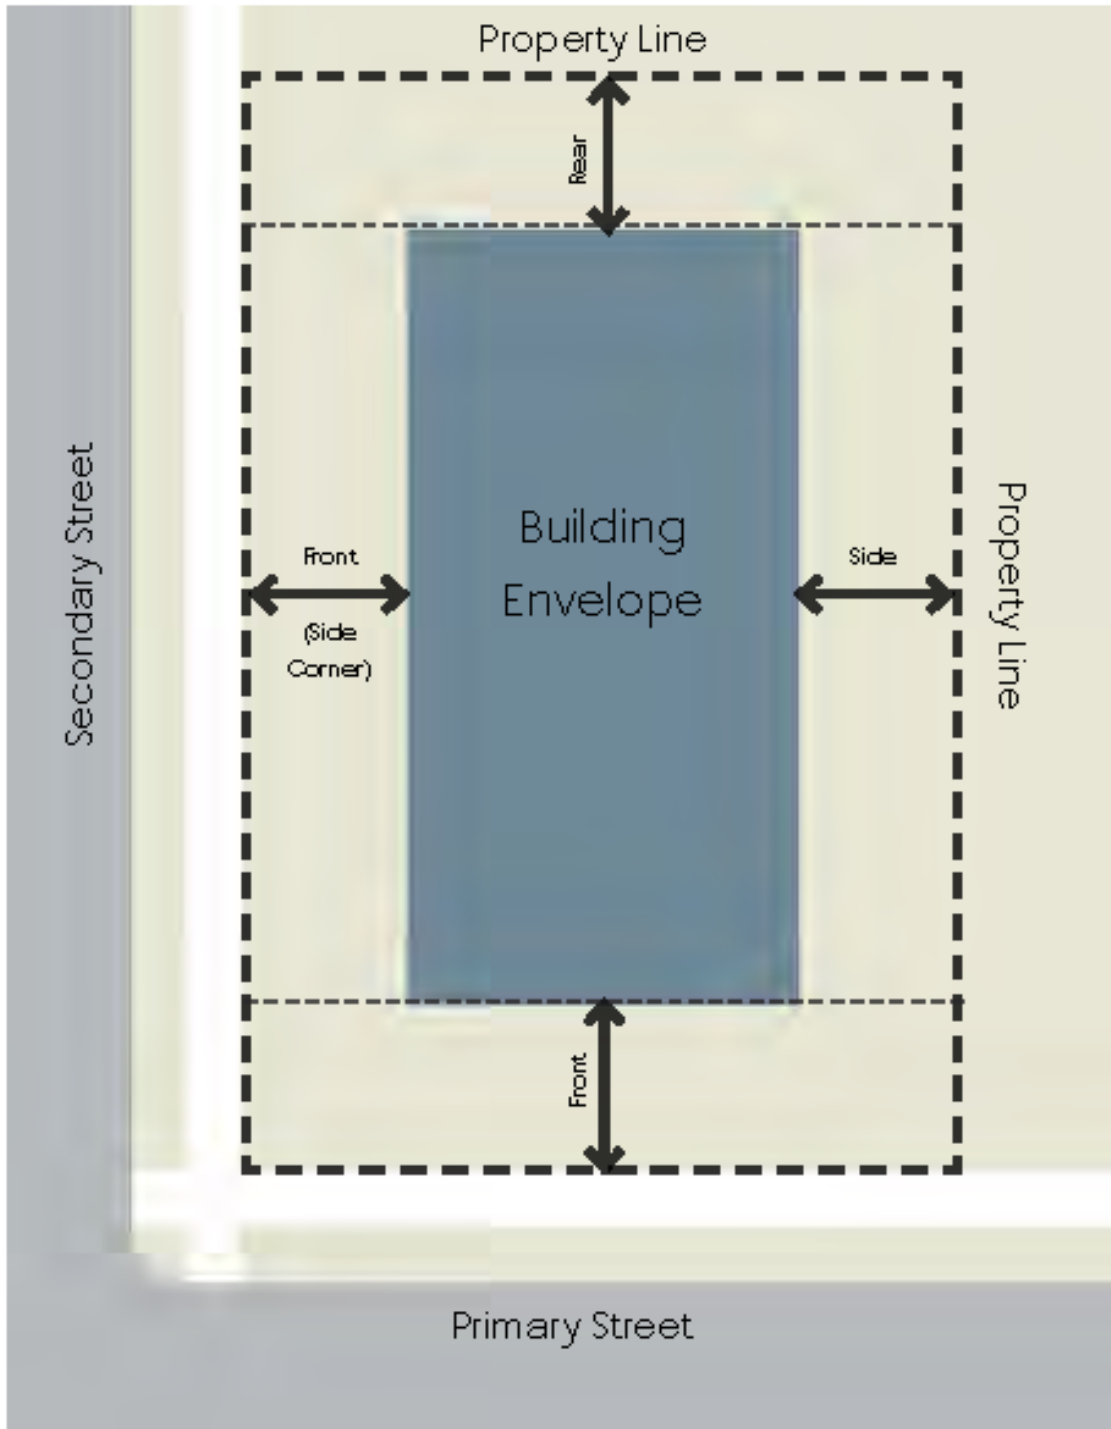 Property Line
Rear
Secondary Street
Front
(Side
Corner)
Building
Envelope
Side
Property Line
Front
Primary Street